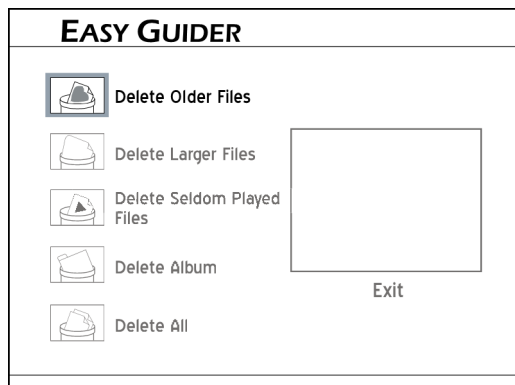 EASY GUIDER
Delete Older Files
Delete Larger Files
Delete Seldom Played
Files
Delete Album
Delete All
Exit